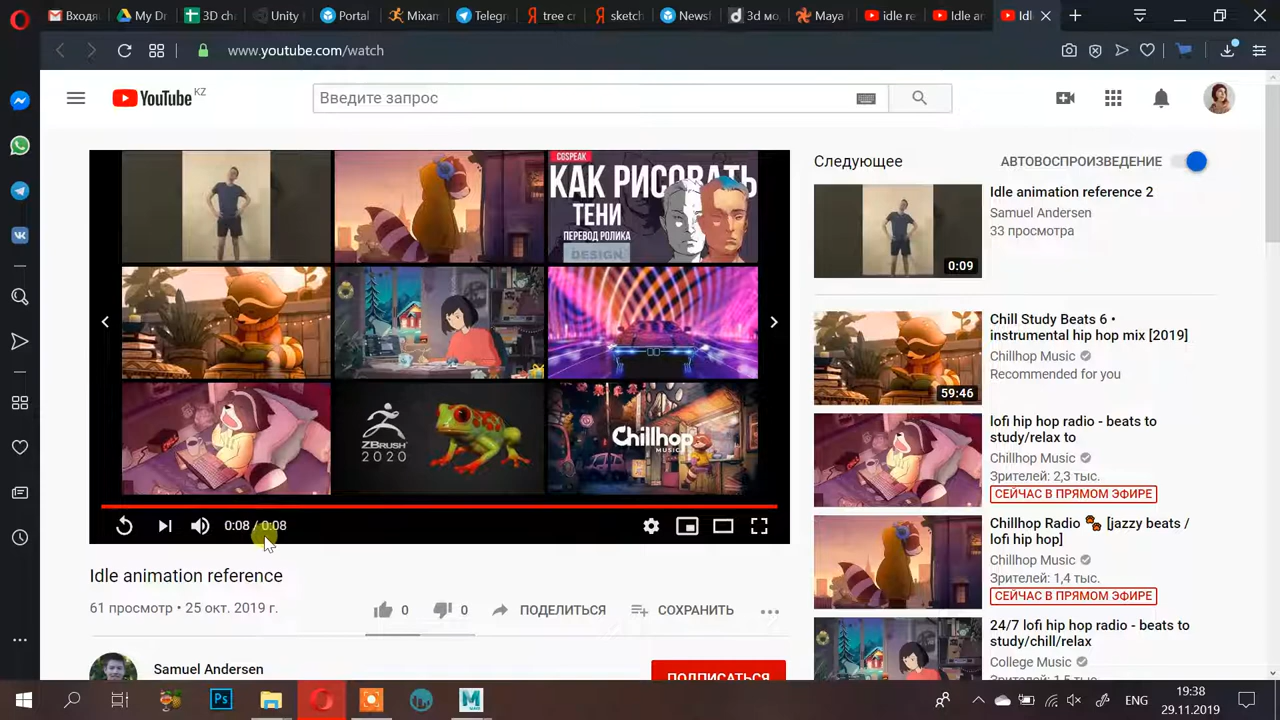 Входя
My Dr
3D ch
Unity
Portal
Mixam
Telegr
tree cr
sketch
Newsf
3d мо
Maya
idle re
Idle an
Idl
www.youtube.com/watch
YouTube KZ
Введите запрос
CGSPEAK
КАК РИСОВАТЬ
ТЕНИ
ПЕРЕВОД РОЛИКА
DESIGN
ZBRUSH
2020
Chillhop
MUSIC
0:08 / 0:08
Idle animation reference
61 просмотр • 25 окт. 2019 г.
0
0
ПОДЕЛИТЬСЯ
СОХРАНИТЬ
Samuel Andersen
ПОДПИСАТЬСЯ
Следующее
АВТОВОСПРОИЗВЕДЕНИЕ
0:09
Idle animation reference 2
Samuel Andersen
33 просмотра
59:46
Chill Study Beats 6 •
instrumental hip hop mix [2019]
Chillhop Music
Recommended for you
lofi hip hop radio - beats to
study/relax to
Chillhop Music
Зрителей: 2,3 тыс.
СЕЙЧАС В ПРЯМОМ ЭФИРЕ
Chillhop Radio 🐾 [jazzy beats /
lofi hip hop]
Chillhop Music
Зрителей: 1,4 тыс.
СЕЙЧАС В ПРЯМОМ ЭФИРЕ
24/7 lofi hip hop radio - beats to
study/chill/relax
College Music
Зрителей: 1,5 тыс.
Ps
M
ENG
19:38
29.11.2019